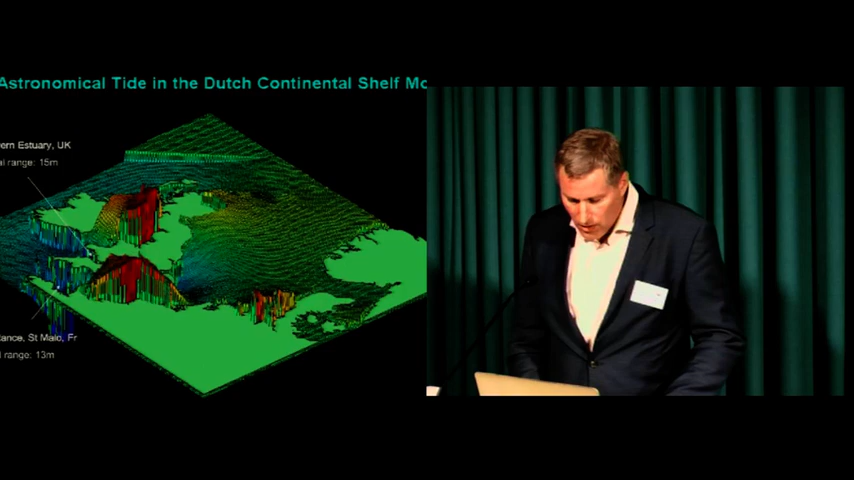 Astronomical Tide in the Dutch Continental Shelf Mo
ern Estuary, UK
al range: 15m
ance, St Malo, Fr
range: 13m